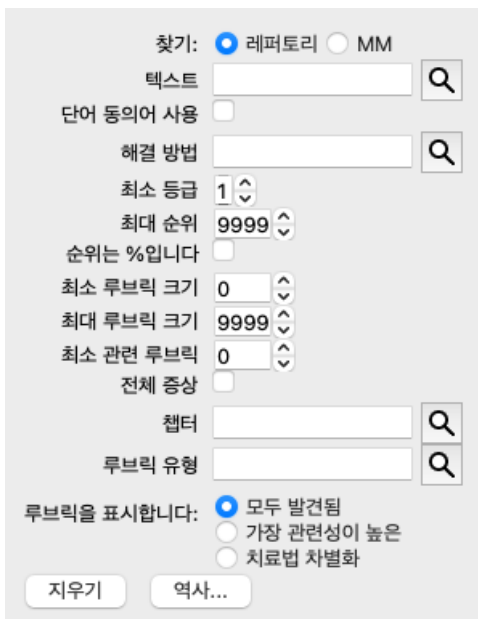 찾기: 레퍼토리 MM
텍스트
단어 동의어 사용
해결 방법
최소 등급 1
최대 순위 9999
순위는 %입니다
최소 루브릭 크기 0
최대 루브릭 크기 9999
최소 관련 루브릭 0
전체 증상
챕터
루브릭 유형
루브릭을 표시합니다: 모두 발견됨
가장 관련성이 높은
치료법 차별화
지우기 역사...